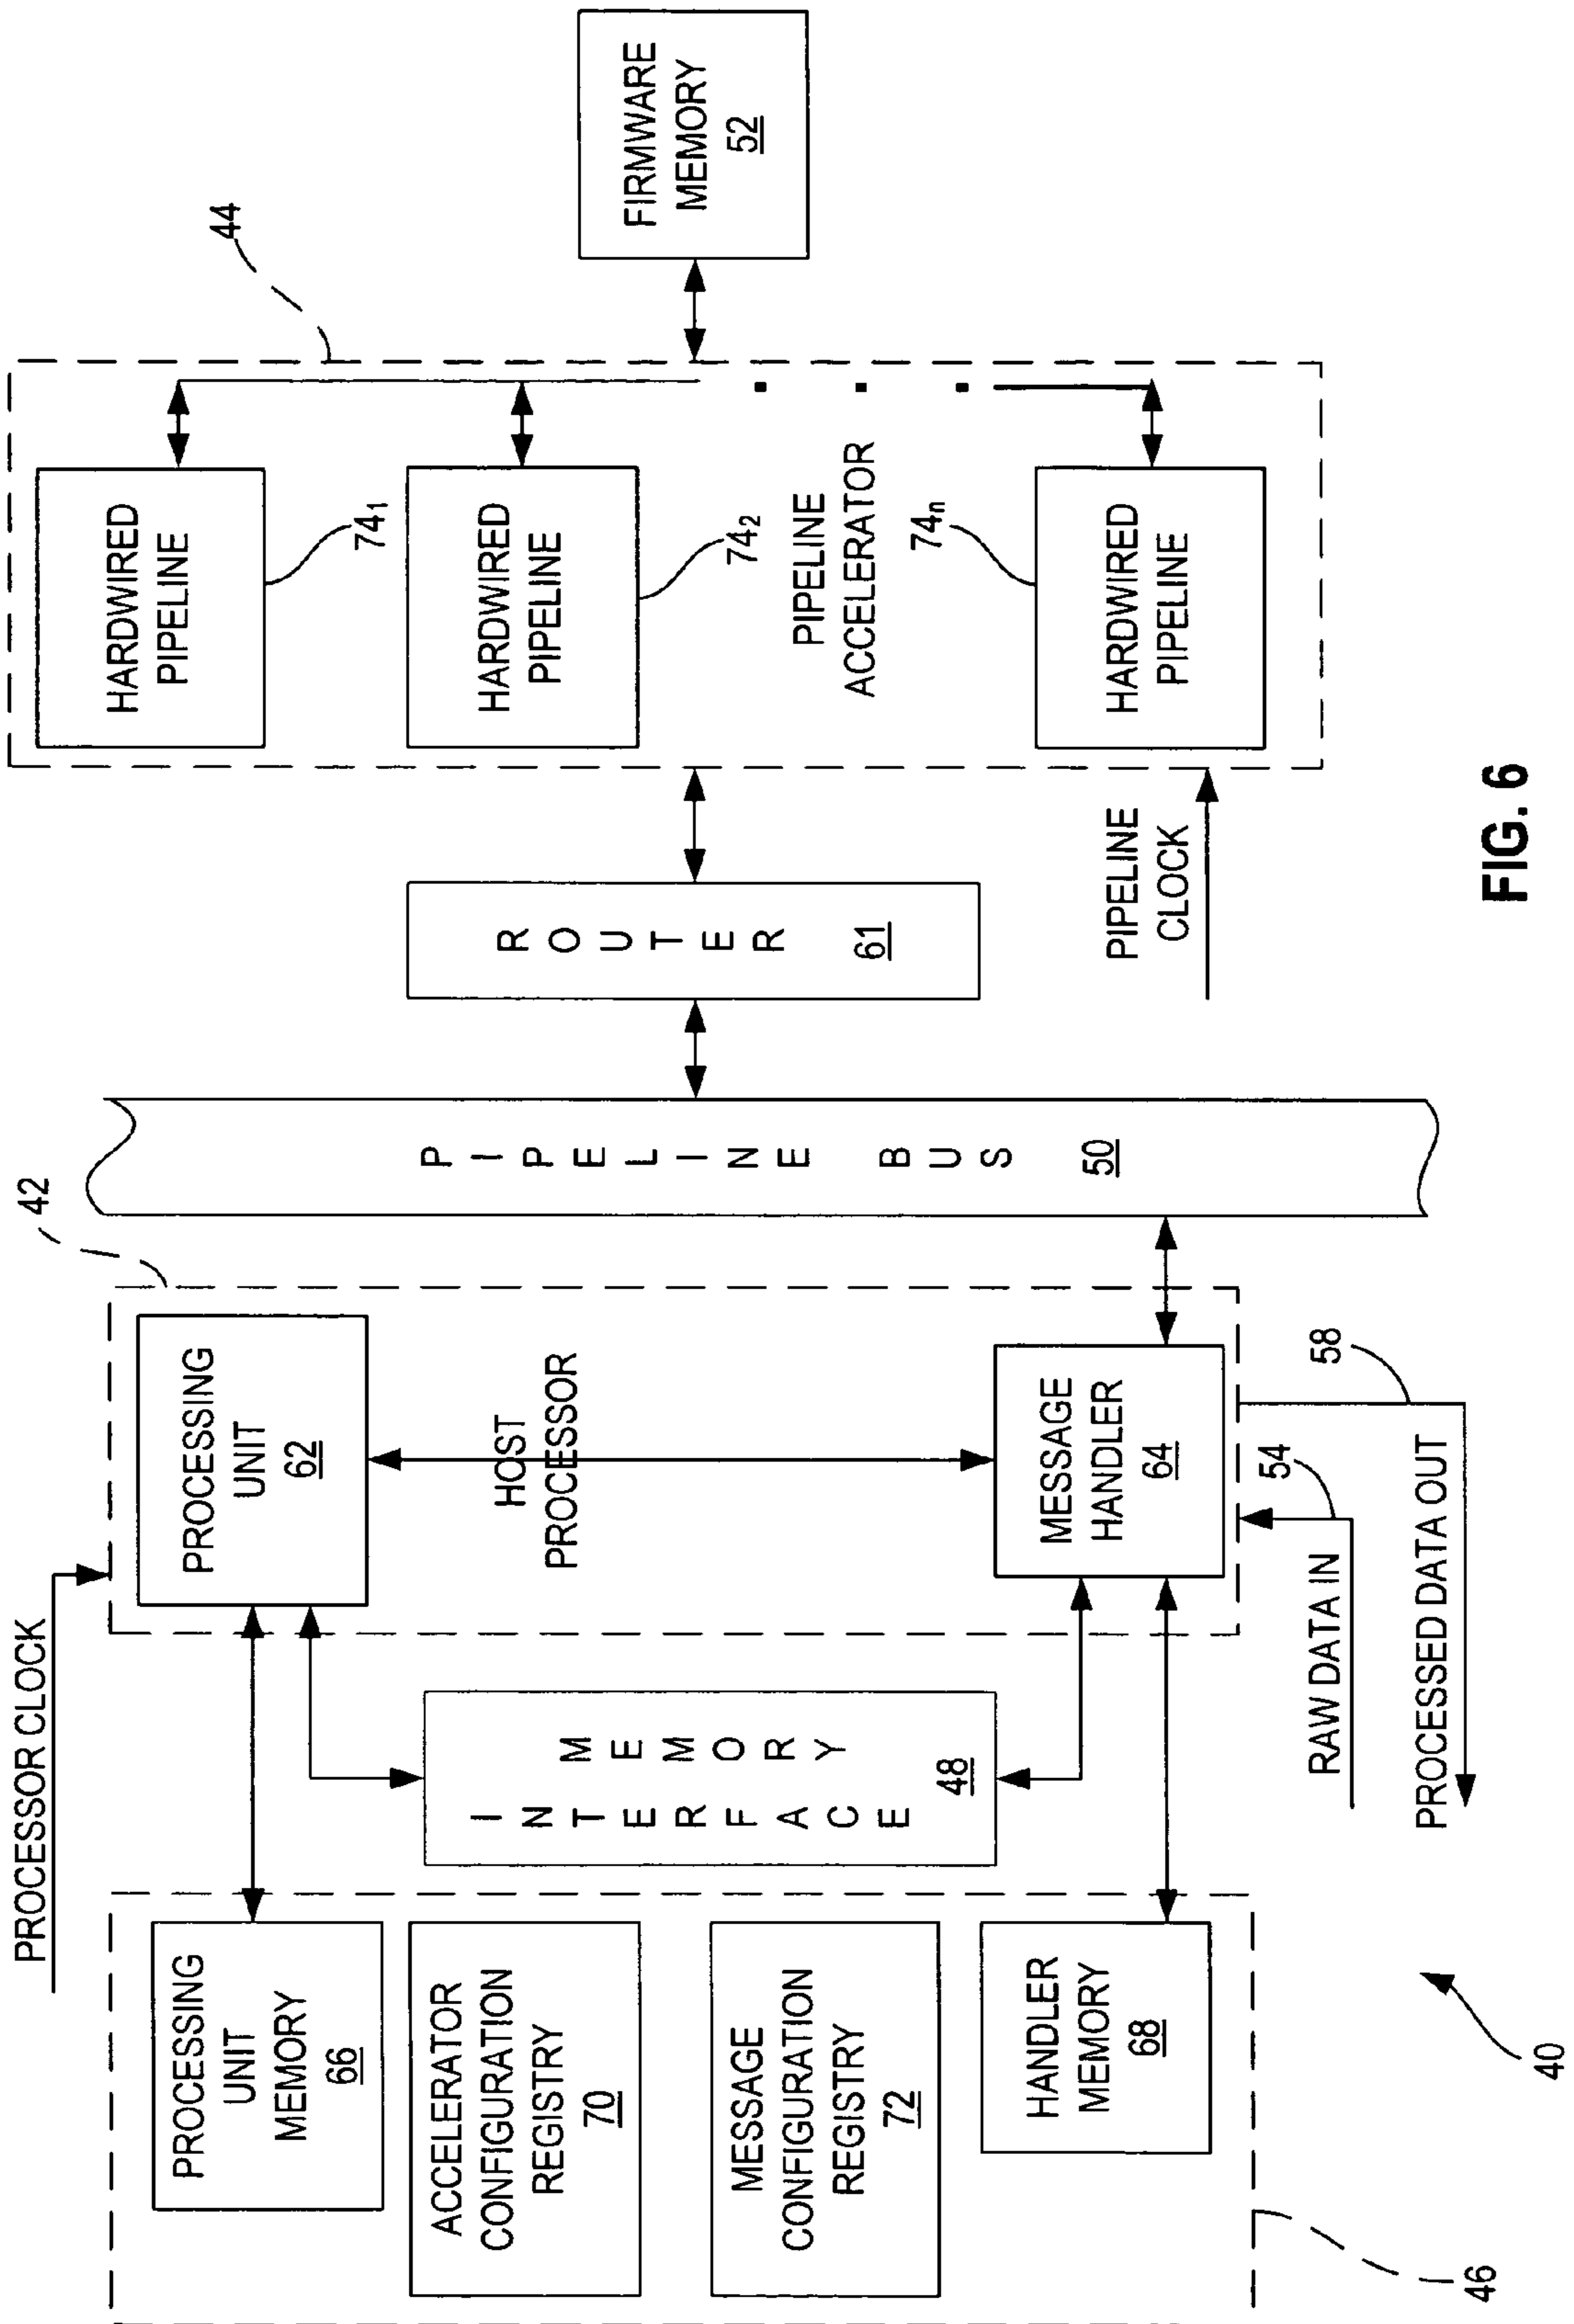 PROCESSOR CLOCK
42
44
PROCESSING
UNIT
MEMORY
66
ACCELERATOR
CONFIGURATION
REGISTRY
70
MESSAGE
CONFIGURATION
REGISTRY
72
HANDLER
MEMORY
68
46
40
MEMORY
INTERFACE
48
PROCESSING
UNIT
62
HOST
PROCESSOR
MESSAGE
HANDLER
64
RAW DATA IN
54
PROCESSED DATA OUT
58
PIPELINE BUS
50
ROUTER
61
PIPELINE
CLOCK
HARDWIRED
PIPELINE
74₁
HARDWIRED
PIPELINE
74₂
PIPELINE
ACCELERATOR
74ₙ
HARDWIRED
PIPELINE
FIRMWARE
MEMORY
52
FIG. 6